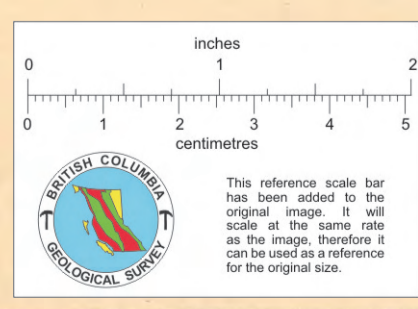 inches
0 1 2
0 1 2 3 4 5
centimetres
BRITISH COLUMBIA
GEOLOGICAL SURVEY
This reference scale bar
has been added to the
original image. It will
scale at the same rate
as the image, therefore it
can be used as a reference
for the original size.